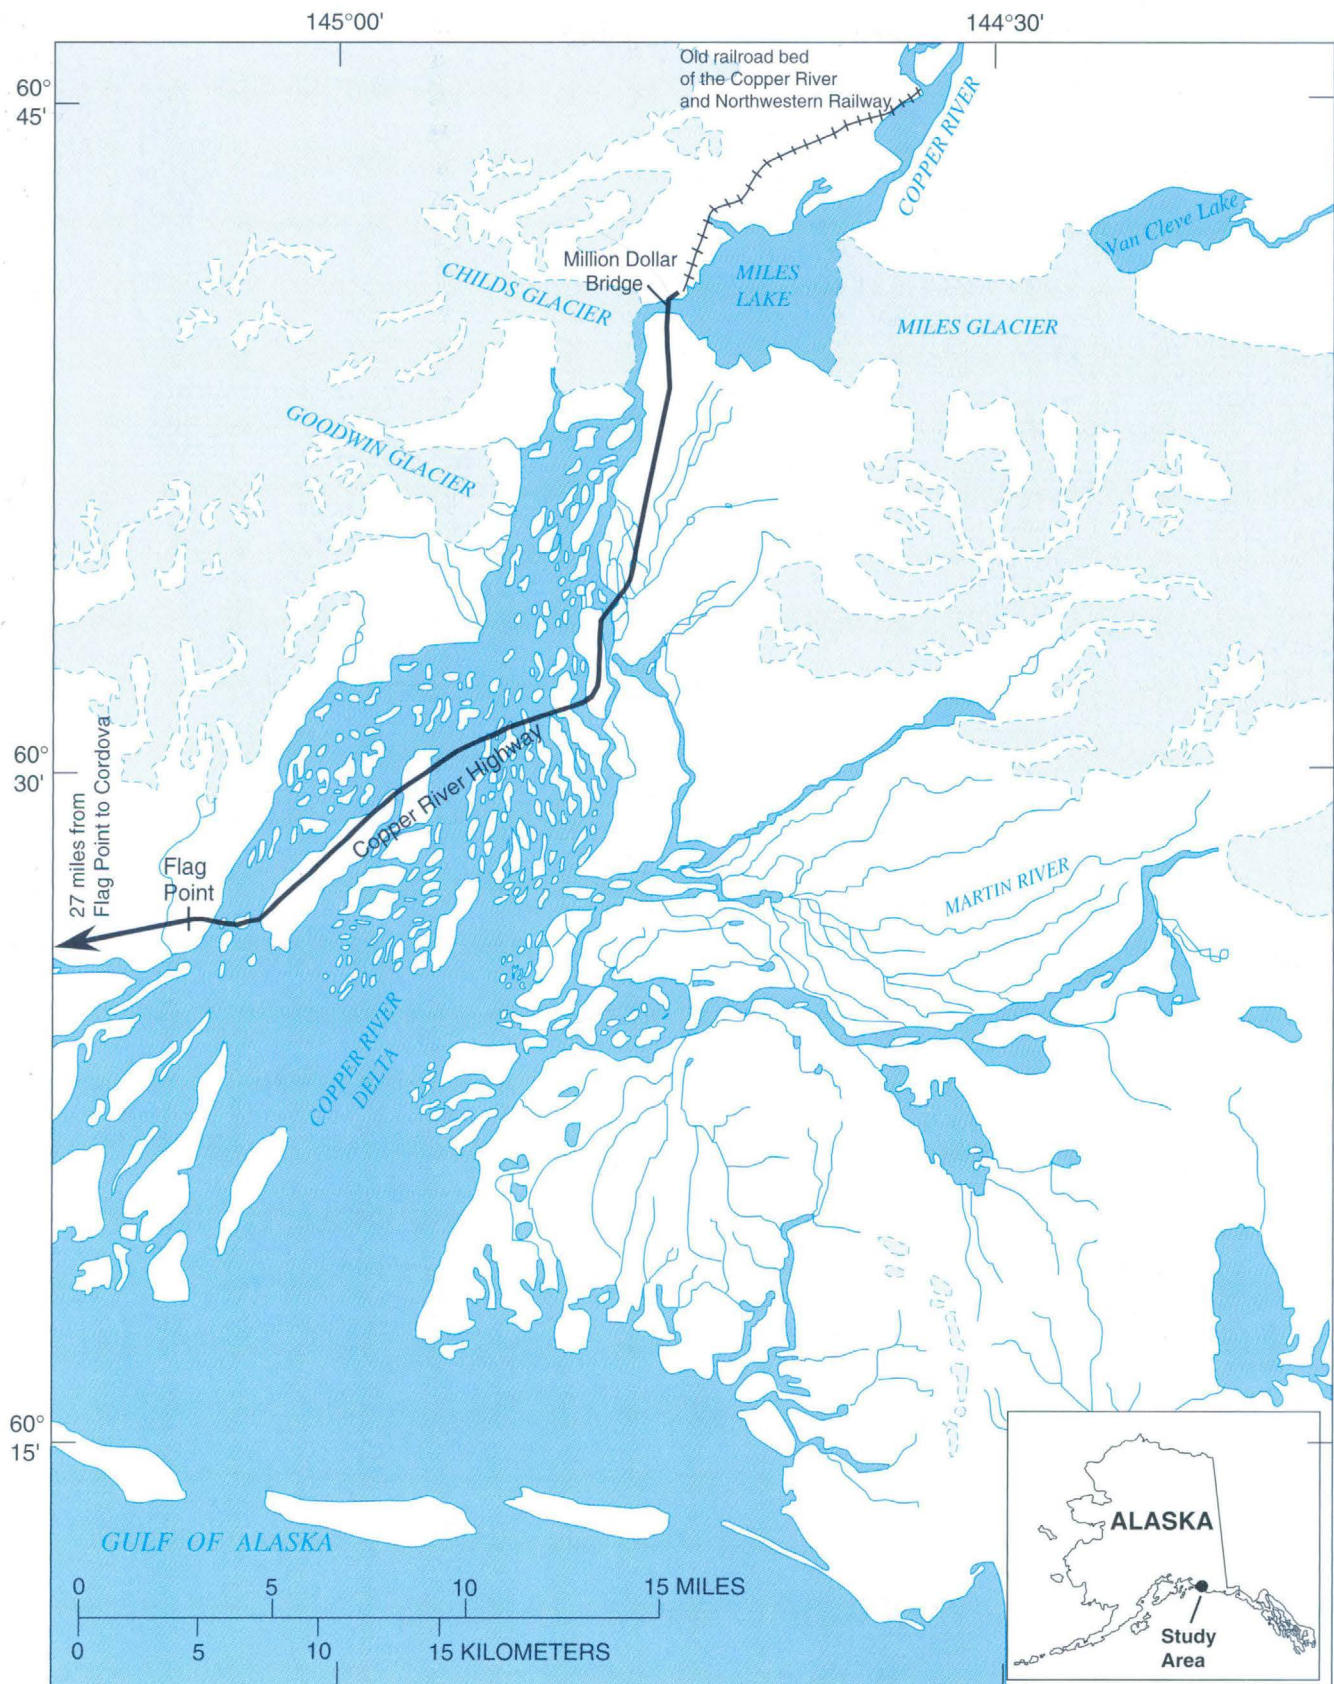 145°00'
144°30'
60°
45'
Old railroad bed
of the Copper River
and Northwestern Railway
COPPER RIVER
Van Cleve Lake
Million Dollar
Bridge
MILES
LAKE
CHILDS GLACIER
MILES GLACIER
GOODWIN GLACIER
60°
30'
27 miles from
Flag Point to Cordova
Copper River Highway
Flag
Point
MARTIN RIVER
COPPER RIVER
DELTA
60°
15'
GULF OF ALASKA
0 5 10 15 MILES
0 5 10 15 KILOMETERS
ALASKA
Study
Area